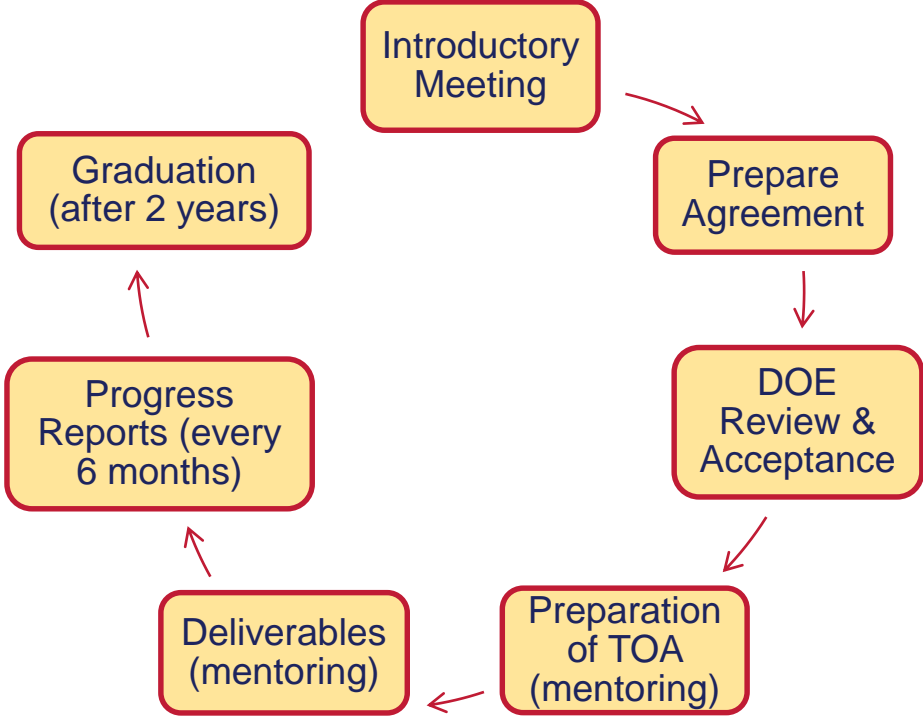 Introductory
Meeting
Prepare
Agreement
DOE
Review &
Acceptance
Preparation
of TOA
(mentoring)
Deliverables
(mentoring)
Progress
Reports (every
6 months)
Graduation
(after 2 years)